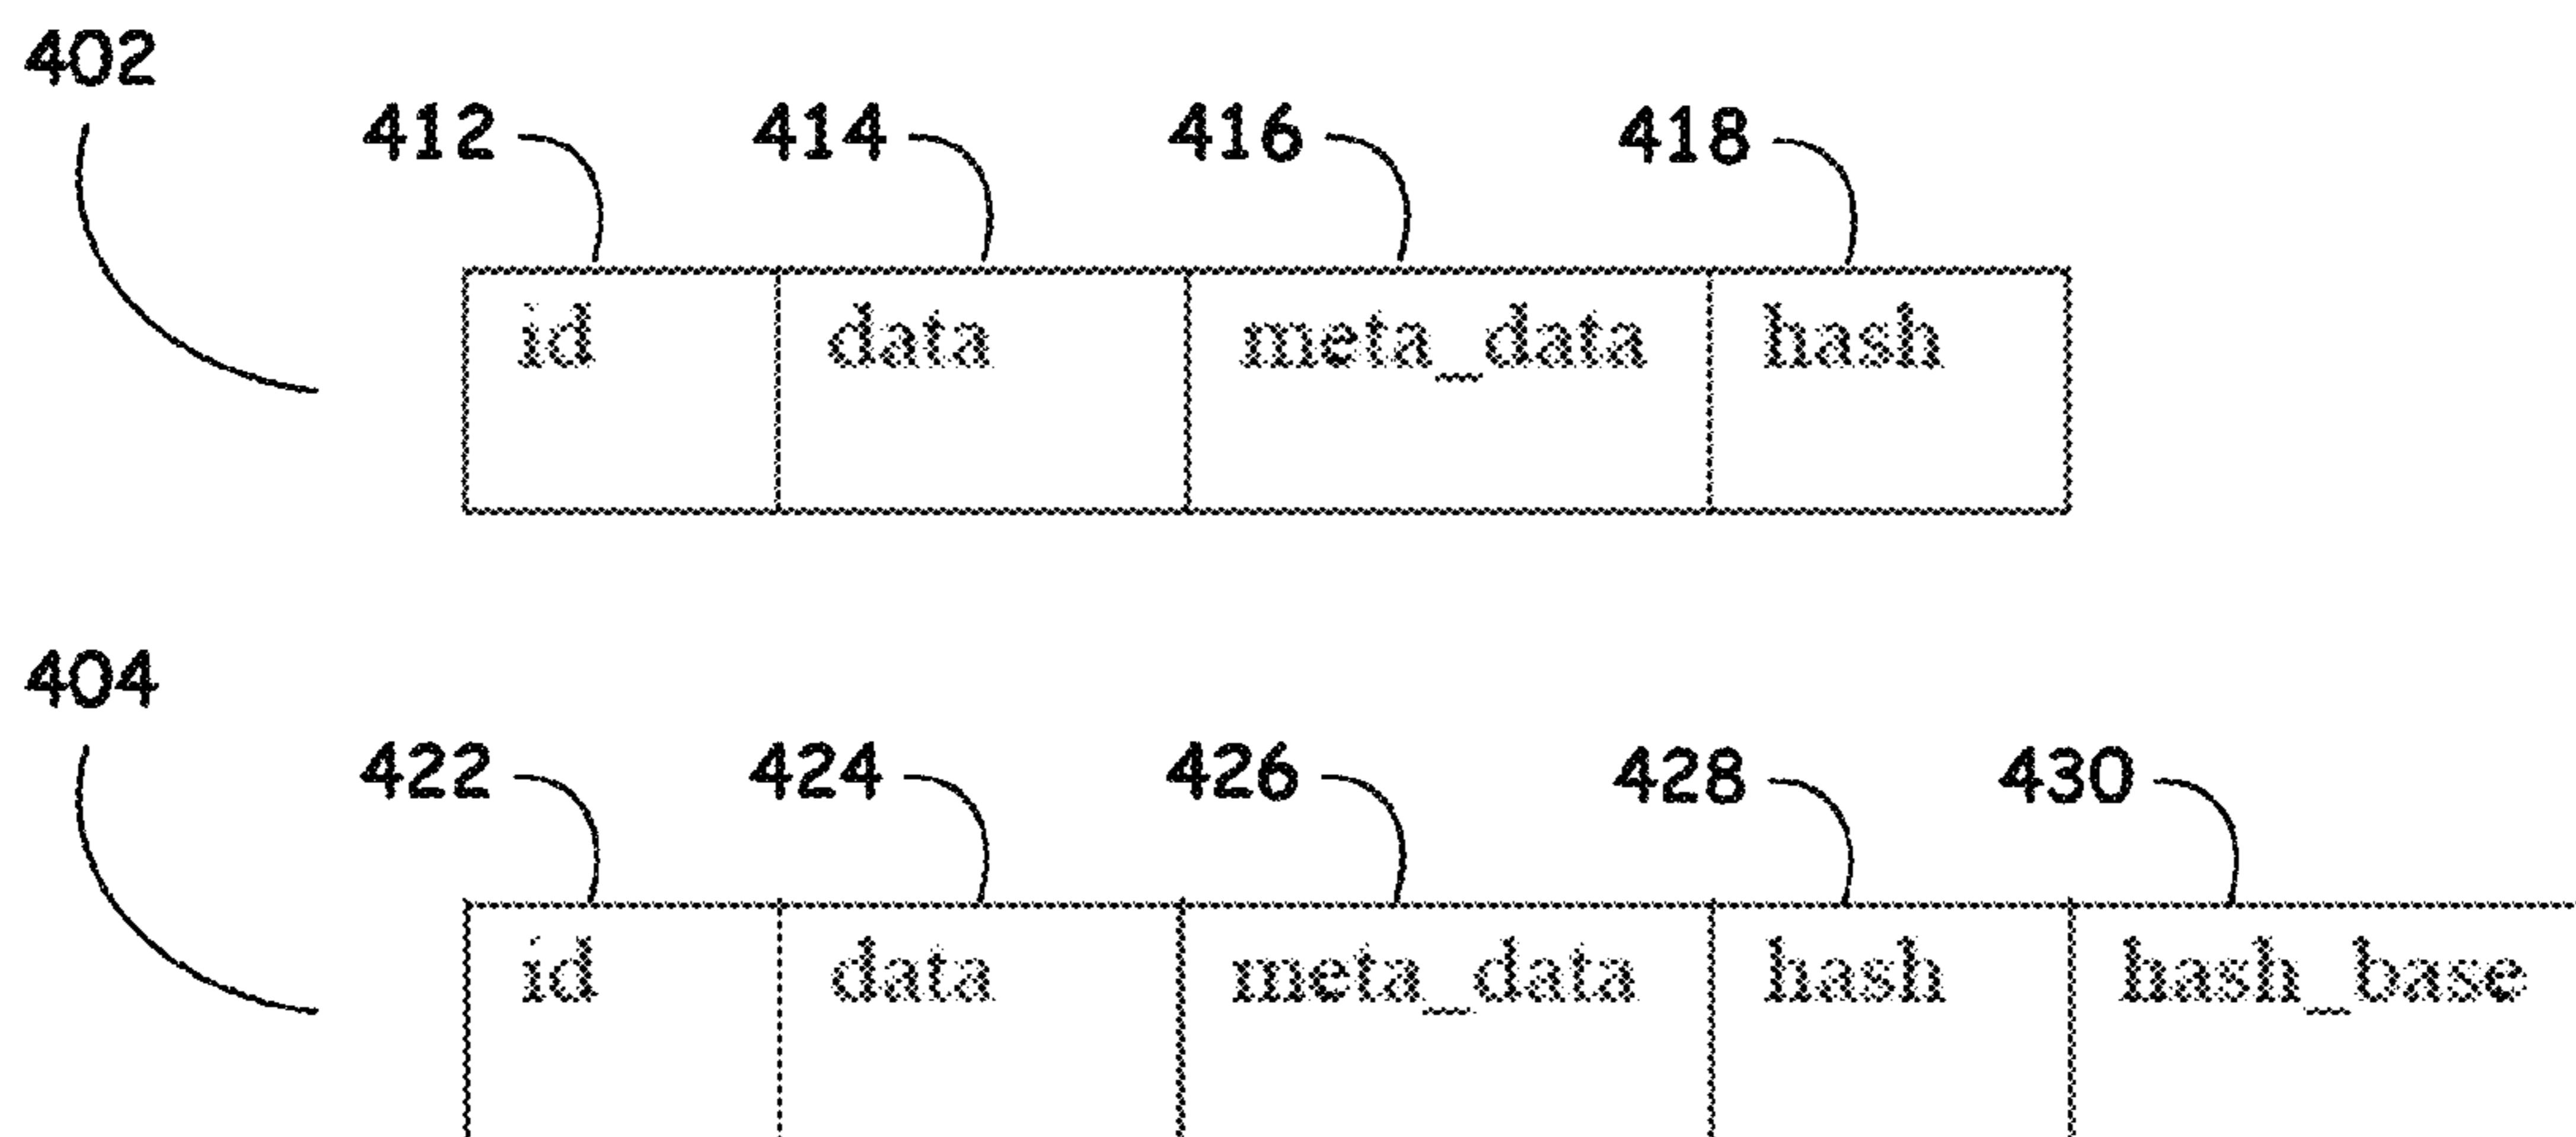 402
412 414 416 418
id data meta_data hash
404
422 424 426 428 430
id data meta_data hash hash_base